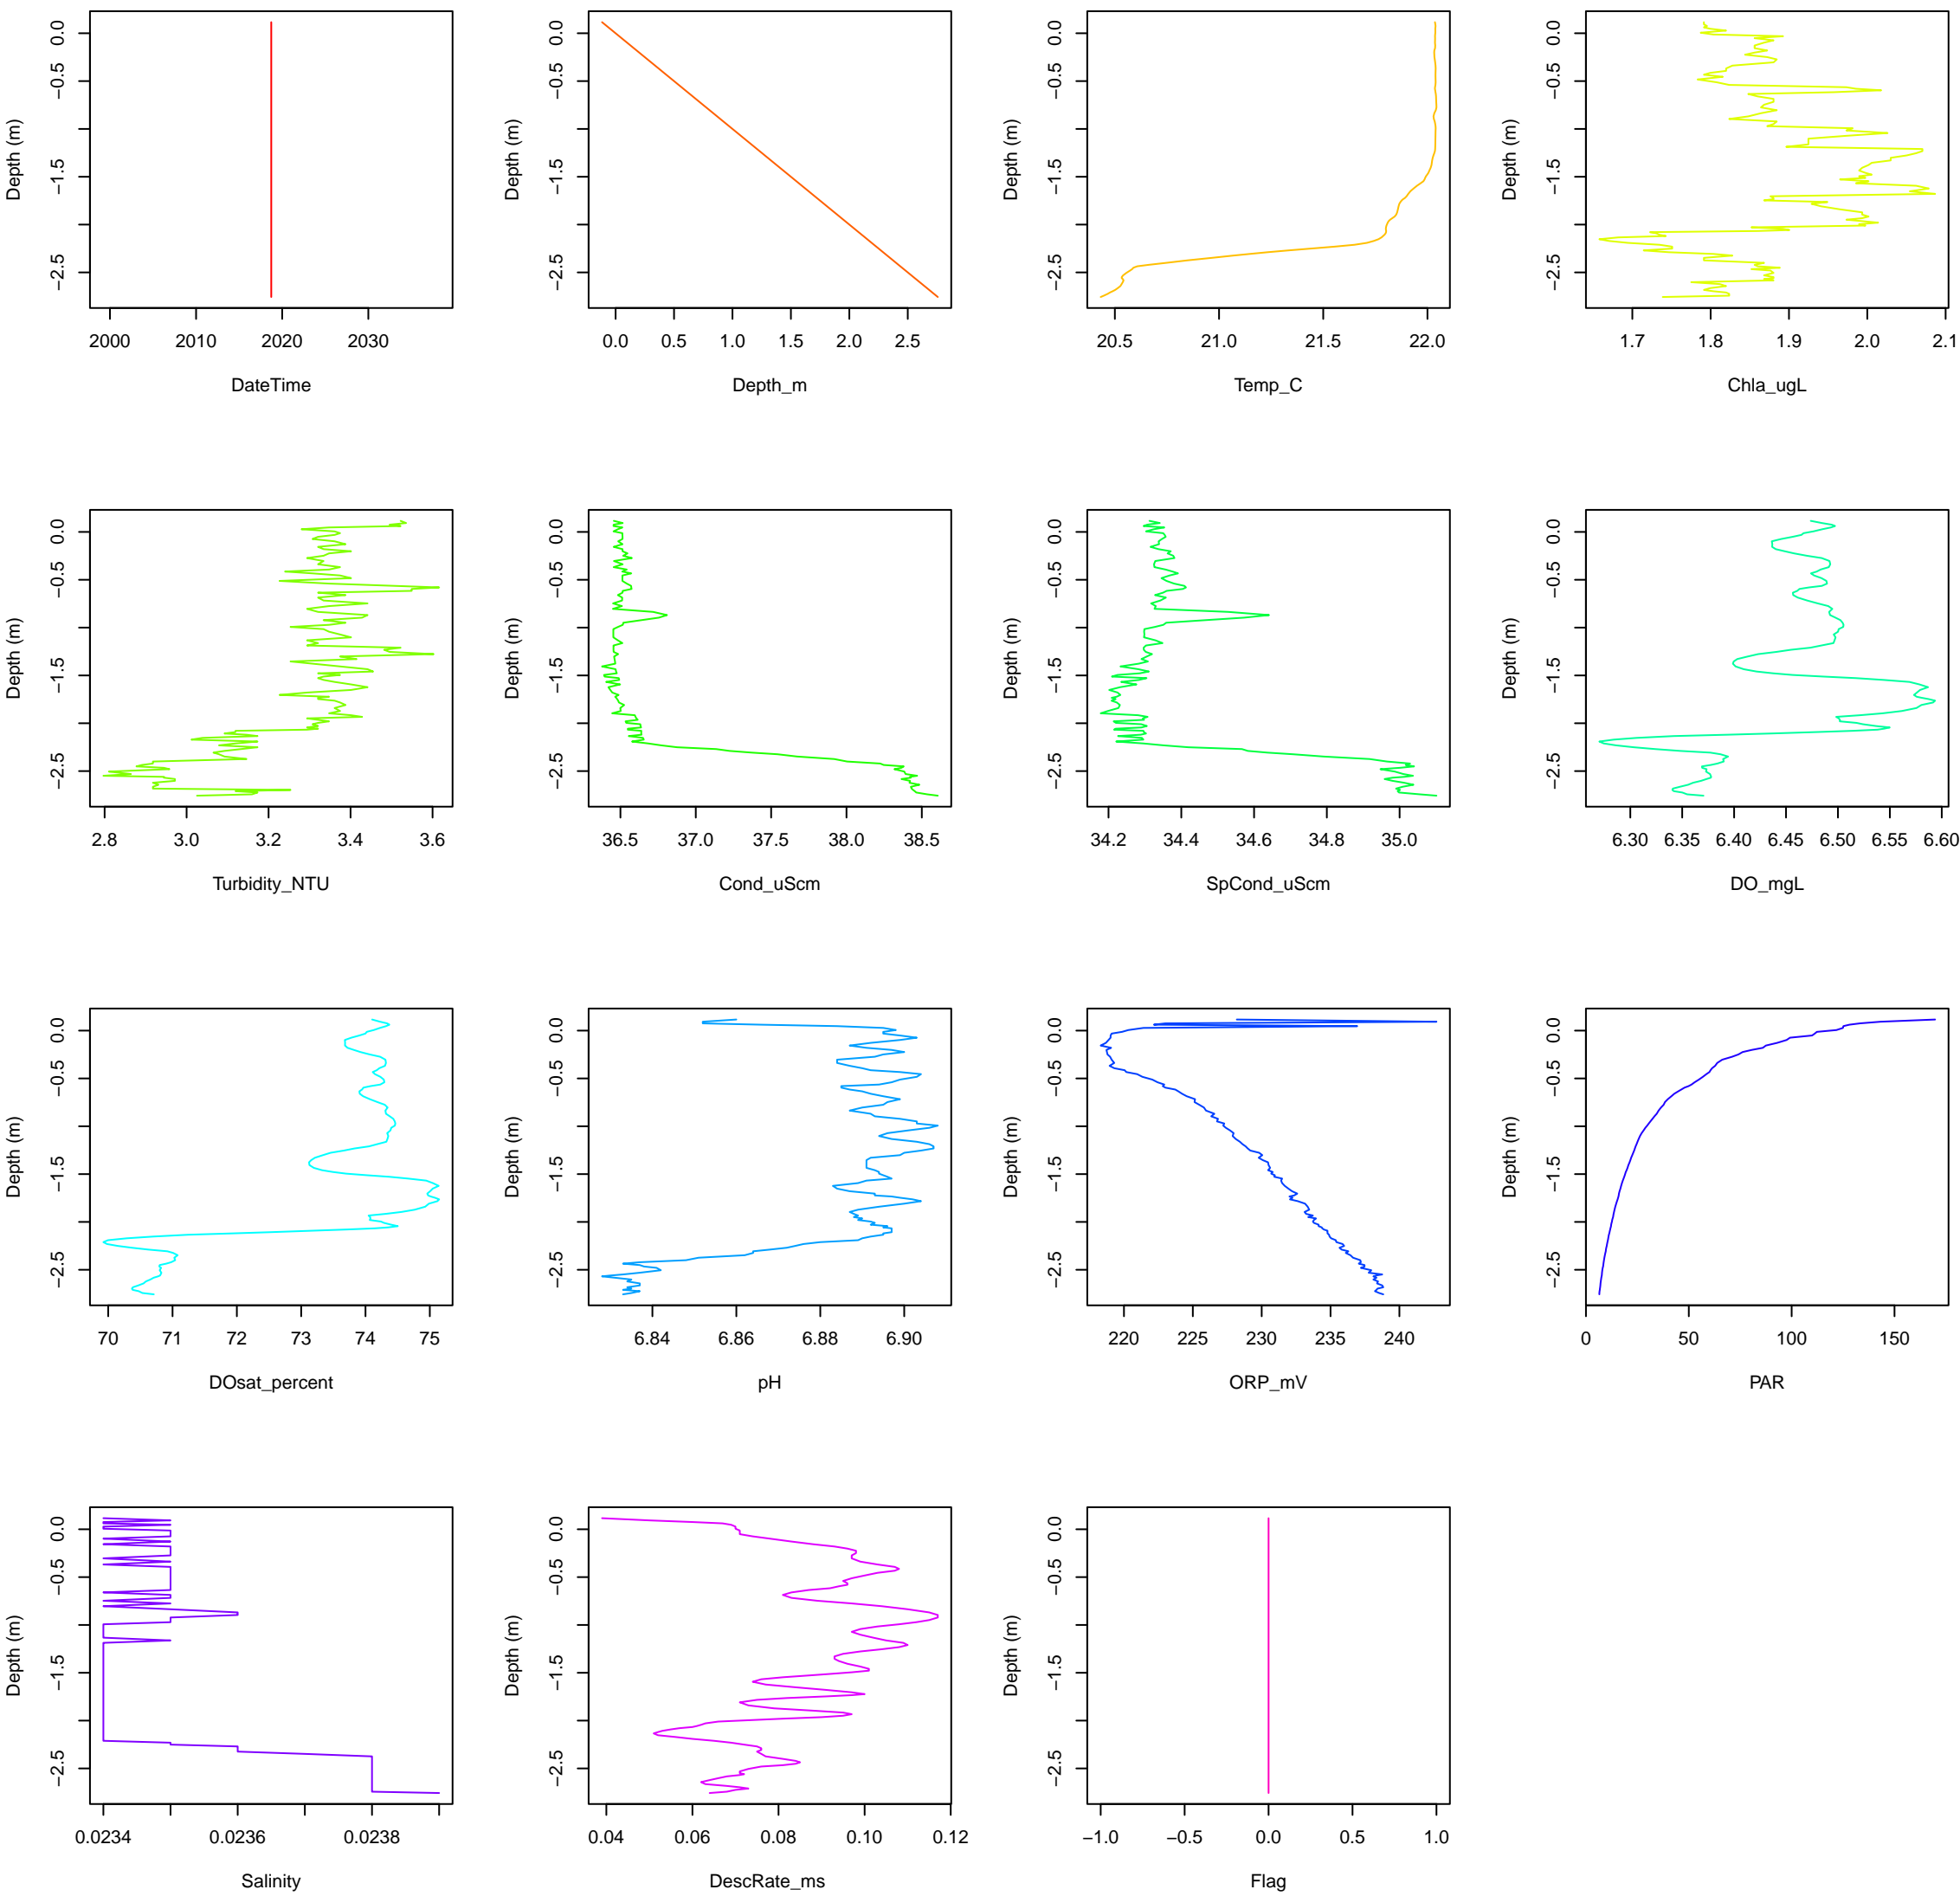 Depth (m)
0.0
−0.5
−1.5
−2.5
2000 2010 2020 2030
DateTime
Depth (m)
0.0
−0.5
−1.5
−2.5
0.0 0.5 1.0 1.5 2.0 2.5
Depth_m
Depth (m)
0.0
−0.5
−1.5
−2.5
20.5 21.0 21.5 22.0
Temp_C
Depth (m)
0.0
−0.5
−1.5
−2.5
1.7 1.8 1.9 2.0 2.1
Chla_ugL
Depth (m)
0.0
−0.5
−1.5
−2.5
2.8 3.0 3.2 3.4 3.6
Turbidity_NTU
Depth (m)
0.0
−0.5
−1.5
−2.5
36.5 37.0 37.5 38.0 38.5
Cond_uScm
Depth (m)
0.0
−0.5
−1.5
−2.5
34.2 34.4 34.6 34.8 35.0
SpCond_uScm
Depth (m)
0.0
−0.5
−1.5
−2.5
6.30 6.35 6.40 6.45 6.50 6.55 6.60
DO_mgL
Depth (m)
0.0
−0.5
−1.5
−2.5
70 71 72 73 74 75
DOsat_percent
Depth (m)
0.0
−0.5
−1.5
−2.5
6.84 6.86 6.88 6.90
pH
Depth (m)
0.0
−0.5
−1.5
−2.5
220 225 230 235 240
ORP_mV
Depth (m)
0.0
−0.5
−1.5
−2.5
0 50 100 150
PAR
Depth (m)
0.0
−0.5
−1.5
−2.5
0.0234 0.0236 0.0238
Salinity
Depth (m)
0.0
−0.5
−1.5
−2.5
0.04 0.06 0.08 0.10 0.12
DescRate_ms
Depth (m)
0.0
−0.5
−1.5
−2.5
−1.0 −0.5 0.0 0.5 1.0
Flag